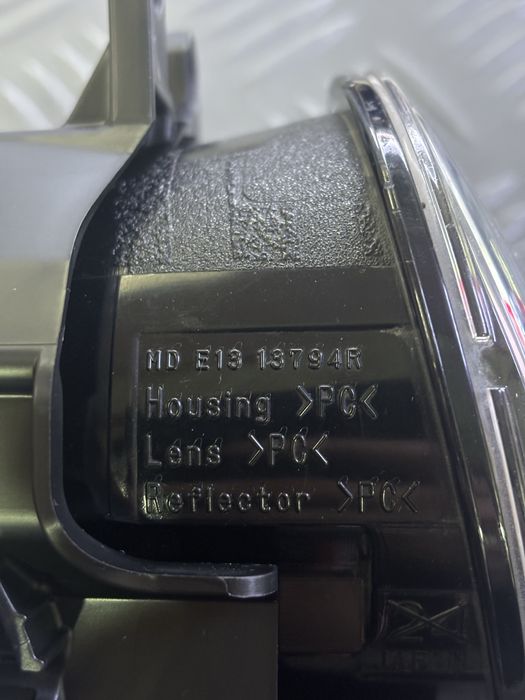 MD E13 13794R
Housing >PC<
Lens >PC<
Reflector >PC<